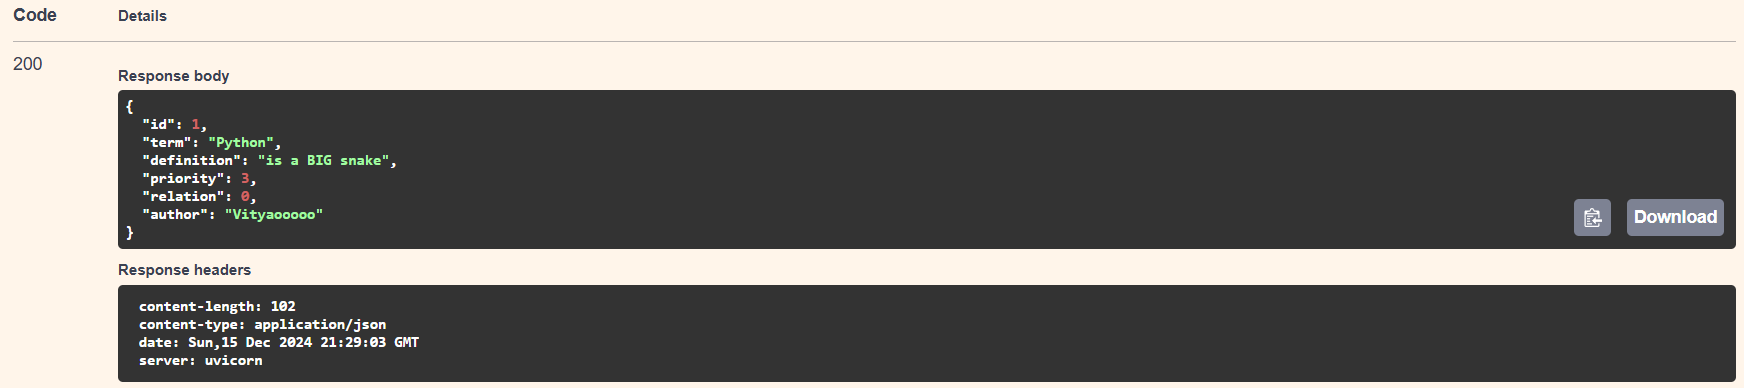 Code Details
200
Response body
{
"id": 1,
"term": "Python",
"definition": "is a BIG snake",
"priority": 3,
"relation": 0,
"author": "Vityaooooo"
}
Download
Response headers
content-length: 102
content-type: application/json
date: Sun,15 Dec 2024 21:29:03 GMT
server: uvicorn